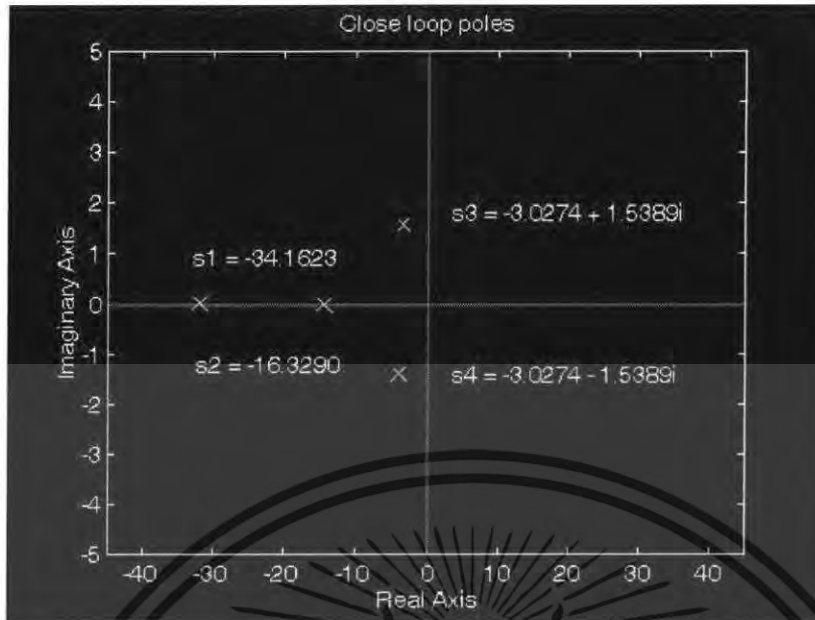 Close loop poles
5
4
3
2
1
0
-1
-2
-3
-4
-5
Imaginary Axis
s3 = -3.0274 + 1.5389i
s1 = -34.1623
s2 = -16.3290
s4 = -3.0274 - 1.5389i
-40 -30 -20 -10 0 10 20 30 40
Real Axis